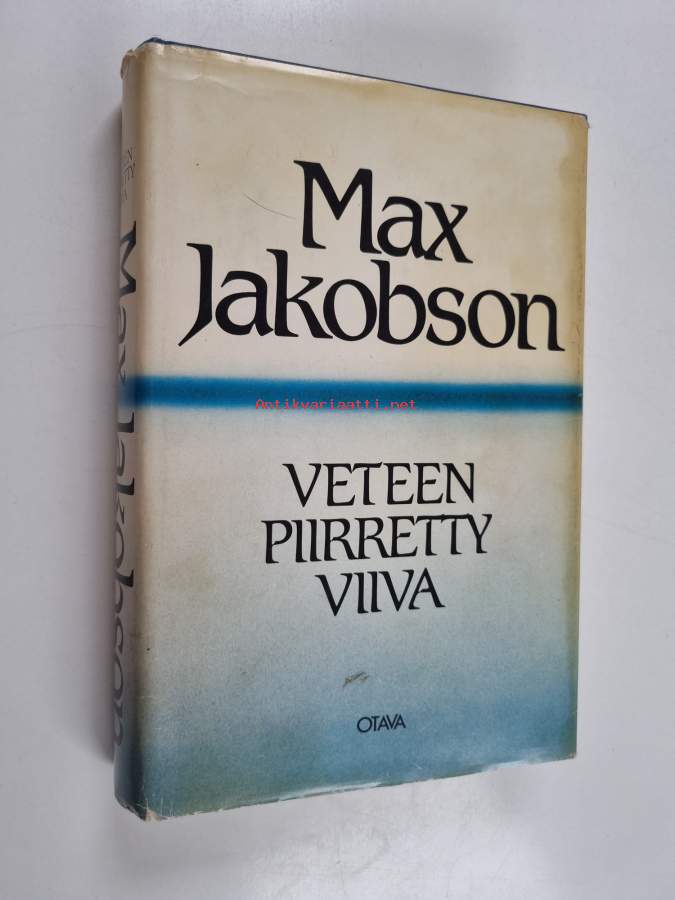 Max
Jakobson
Antikvariaatti.net
VETEEN
PIIRRETTY
VIIVA
OTAVA
Max Jakobson